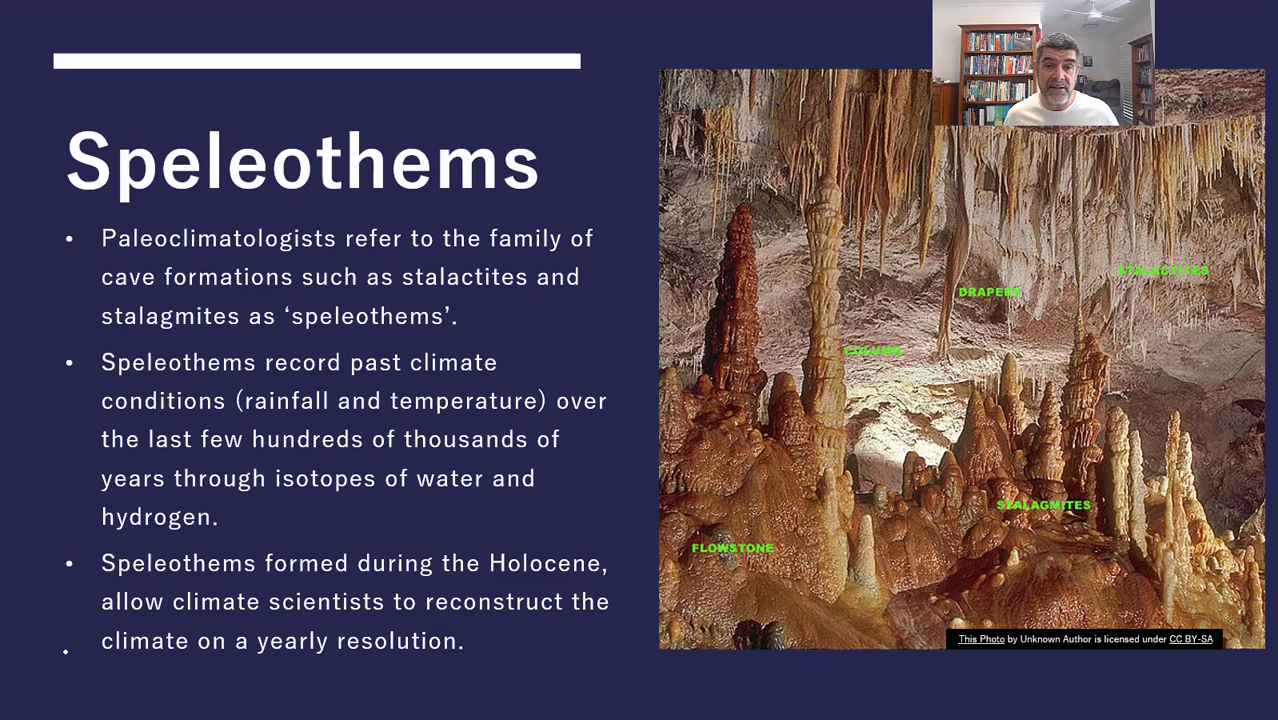 Speleothems
• Paleoclimatologists refer to the family of
cave formations such as stalactites and
stalagmites as ‘speleothems’.
• Speleothems record past climate
conditions (rainfall and temperature) over
the last few hundreds of thousands of
years through isotopes of water and
hydrogen.
• Speleothems formed during the Holocene,
allow climate scientists to reconstruct the
climate on a yearly resolution.
•
STALACTITES
DRAPERY
COLUMN
STALAGMITES
FLOWSTONE
This Photo by Unknown Author is licensed under CC BY-SA